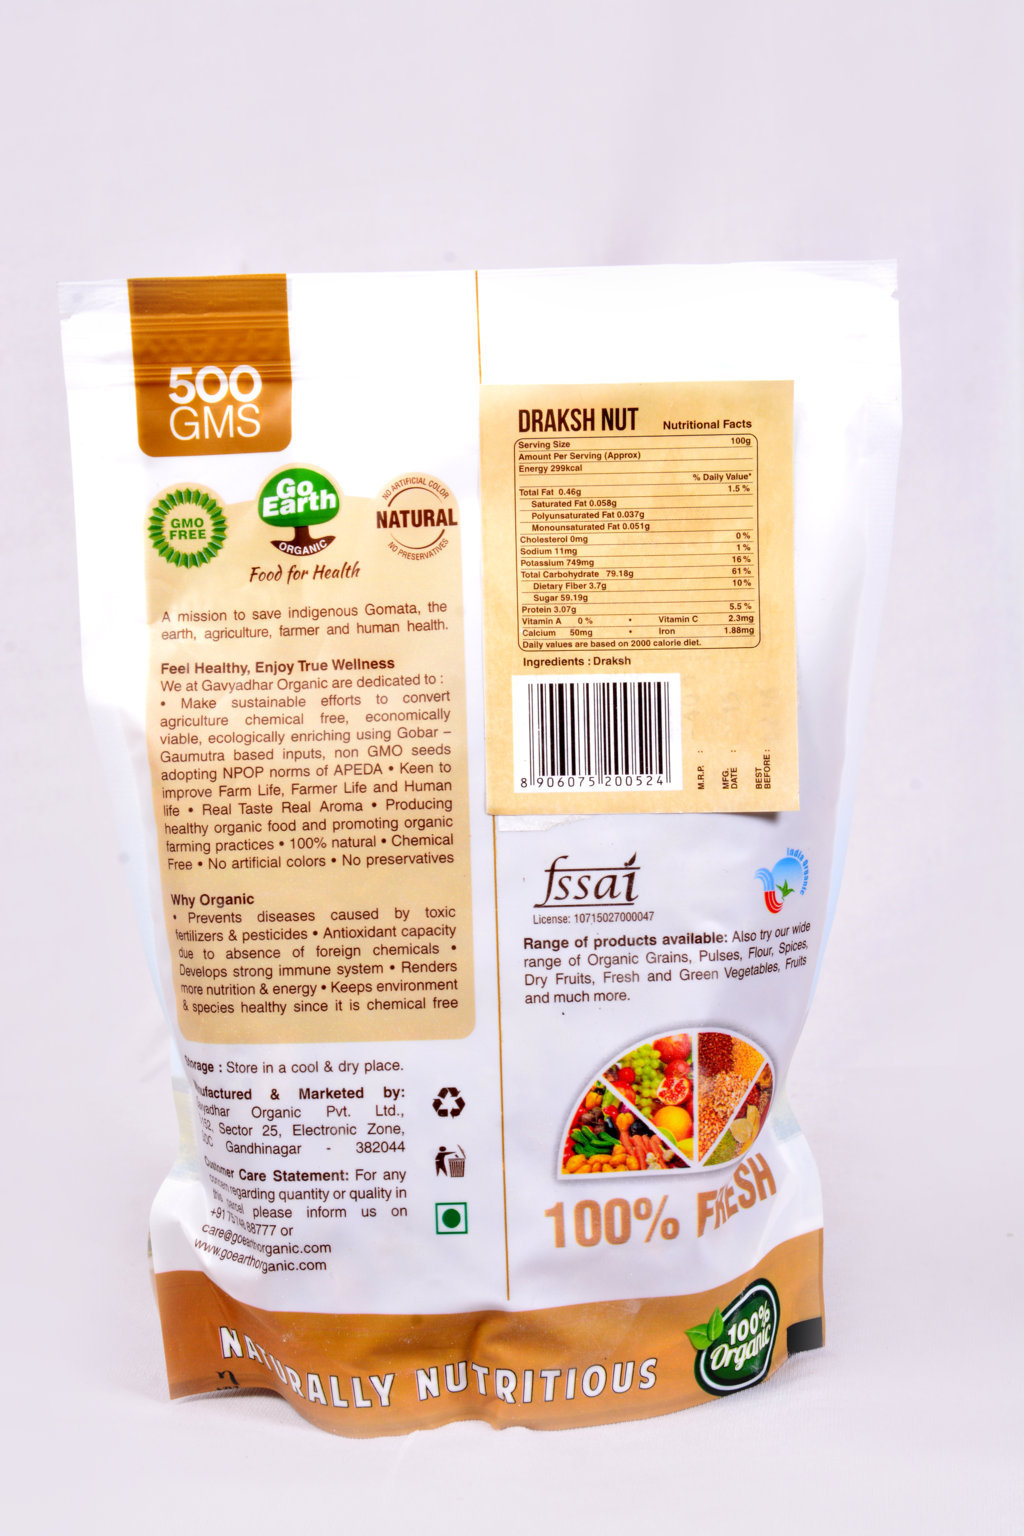 500
GMS
GMO
FREE
Go
Earth
ORGANIC
Food for Health
NO ARTIFICIAL COLOR
NATURAL
NO PRESERVATIVES
A mission to save indigenous Gomata, the
earth, agriculture, farmer and human health.
Feel Healthy, Enjoy True Wellness
We at Gavyadhar Organic are dedicated to :
• Make sustainable efforts to convert
agriculture chemical free, economically
viable, ecologically enriching using Gobar –
Gaumutra based inputs, non GMO seeds
adopting NPOP norms of APEDA • Keen to
improve Farm Life, Farmer Life and Human
life • Real Taste Real Aroma • Producing
healthy organic food and promoting organic
farming practices • 100% natural • Chemical
Free • No artificial colors • No preservatives
Why Organic
• Prevents diseases caused by toxic
fertilizers & pesticides • Antioxidant capacity
due to absence of foreign chemicals •
Develops strong immune system • Renders
more nutrition & energy • Keeps environment
& species healthy since it is chemical free
Storage : Store in a cool & dry place.
& Marketed by:
Organic Pvt. Ltd.,
Sector 25, Electronic Zone,
Gandhinagar - 382044
Customer Care Statement: For any
regarding quantity or quality in
please inform us on
88777 or
care@goearthorganic.com
www.goearthorganic.com
DRAKSH NUT Nutritional Facts
Serving Size 100g
Amount Per Serving (Approx)
Energy 299kcal
% Daily Value*
Total Fat 0.46g 1.5 %
Saturated Fat 0.058g
Polyunsaturated Fat 0.037g
Monounsaturated Fat 0.051g
Cholesterol 0mg 0 %
Sodium 11mg 1 %
Potassium 749mg 16 %
Total Carbohydrate 79.18g 61 %
Dietary Fiber 3.7g 10 %
Sugar 59.19g
Protein 3.07g 5.5 %
Vitamin A 0 % • Vitamin C 2.3mg
Calcium 50mg • Iron 1.88mg
Daily values are based on 2000 calorie diet.
Ingredients : Draksh
8 906075 200524
M.R.P. :
MFG. DATE :
BEST BEFORE :
fssai
License: 10715027000047
India Organic
Range of products available: Also try our wide
range of Organic Grains, Pulses, Flour, Spices,
Dry Fruits, Fresh and Green Vegetables, Fruits
and much more.
100% FRESH
100%
Organic
NATURALLY NUTRITIOUS